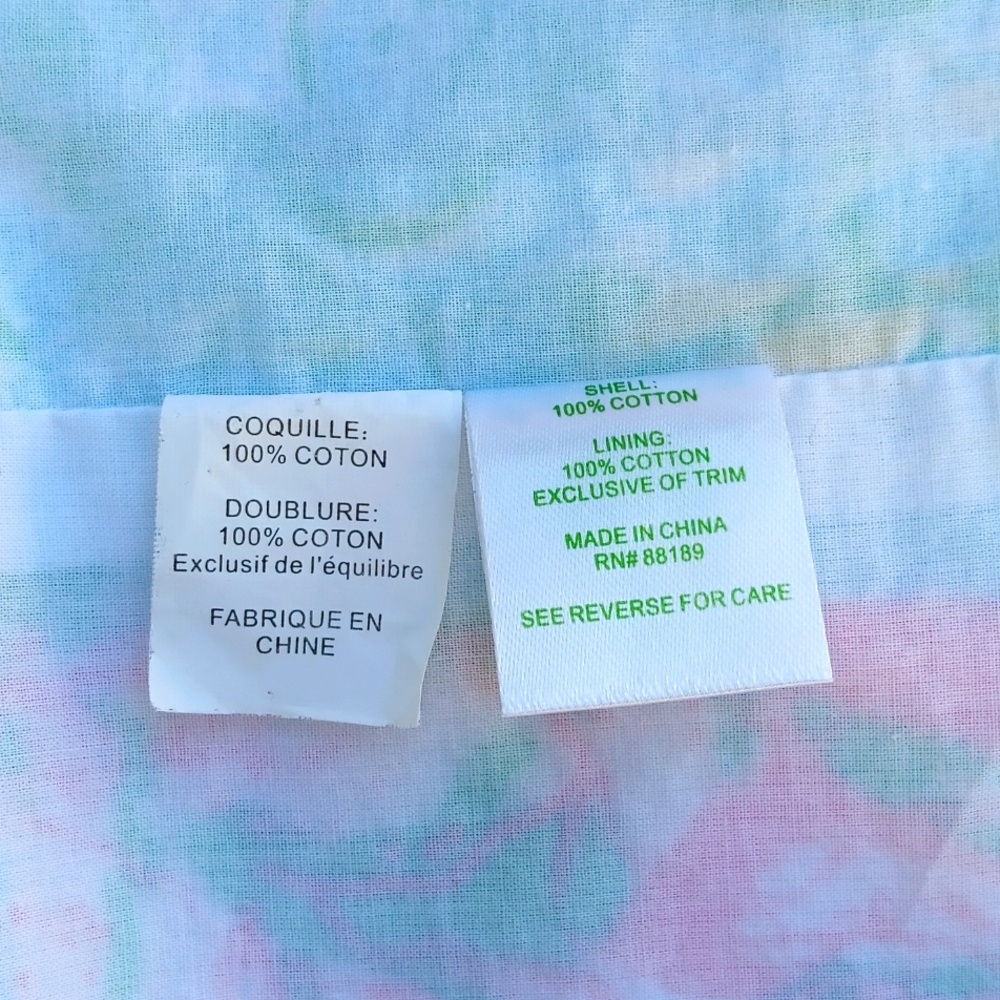 COQUILLE:
100% COTON
DOUBLURE:
100% COTON
Exclusif de l'équilibre
FABRIQUE EN
CHINE
SHELL:
100% COTTON
LINING:
100% COTTON
EXCLUSIVE OF TRIM
MADE IN CHINA
RN# 88189
SEE REVERSE FOR CARE